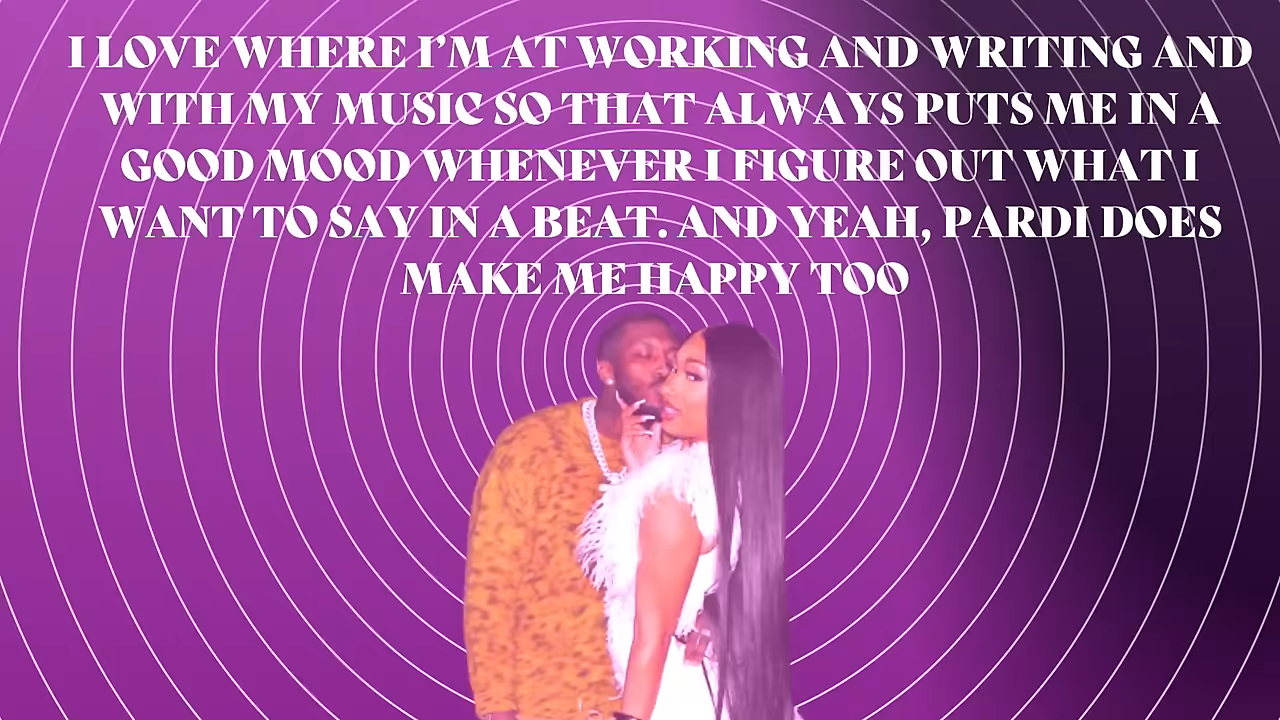 I LOVE WHERE I'M AT WORKING AND WRITING AND
WITH MY MUSIC SO THAT ALWAYS PUTS ME IN A
GOOD MOOD WHENEVER I FIGURE OUT WHAT I
WANT TO SAY IN A BEAT. AND YEAH, PARDI DOES
MAKE ME HAPPY TOO